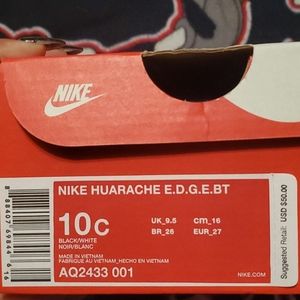 NIKE
NIKE HUARACHE E.D.G.E.BT
10C
UK_9.5 cm_16
BR_26 EUR_27
BLACK/WHITE
NOIR/BLANC
MADE IN VIETNAM
FABRIQUÉ AU VIETNAM_HECHO EN VIETNAM
AQ2433 001
NIKE.COM
Suggested Retail: USD $50.00